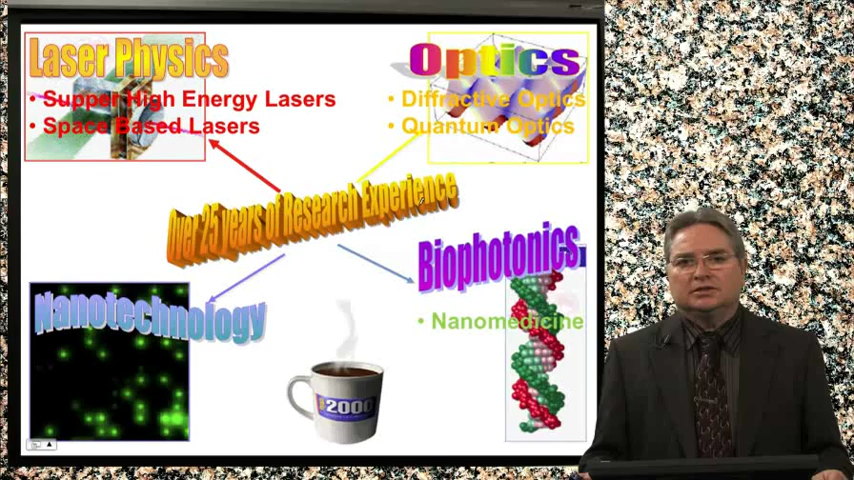 Laser Physics
• Supper High Energy Lasers
• Space Based Lasers
Optics
• Diffractive Optics
• Quantum Optics
Over 25 years of Research Experience
Nanotechnology
Biophotonics
• Nanomedicine
2000